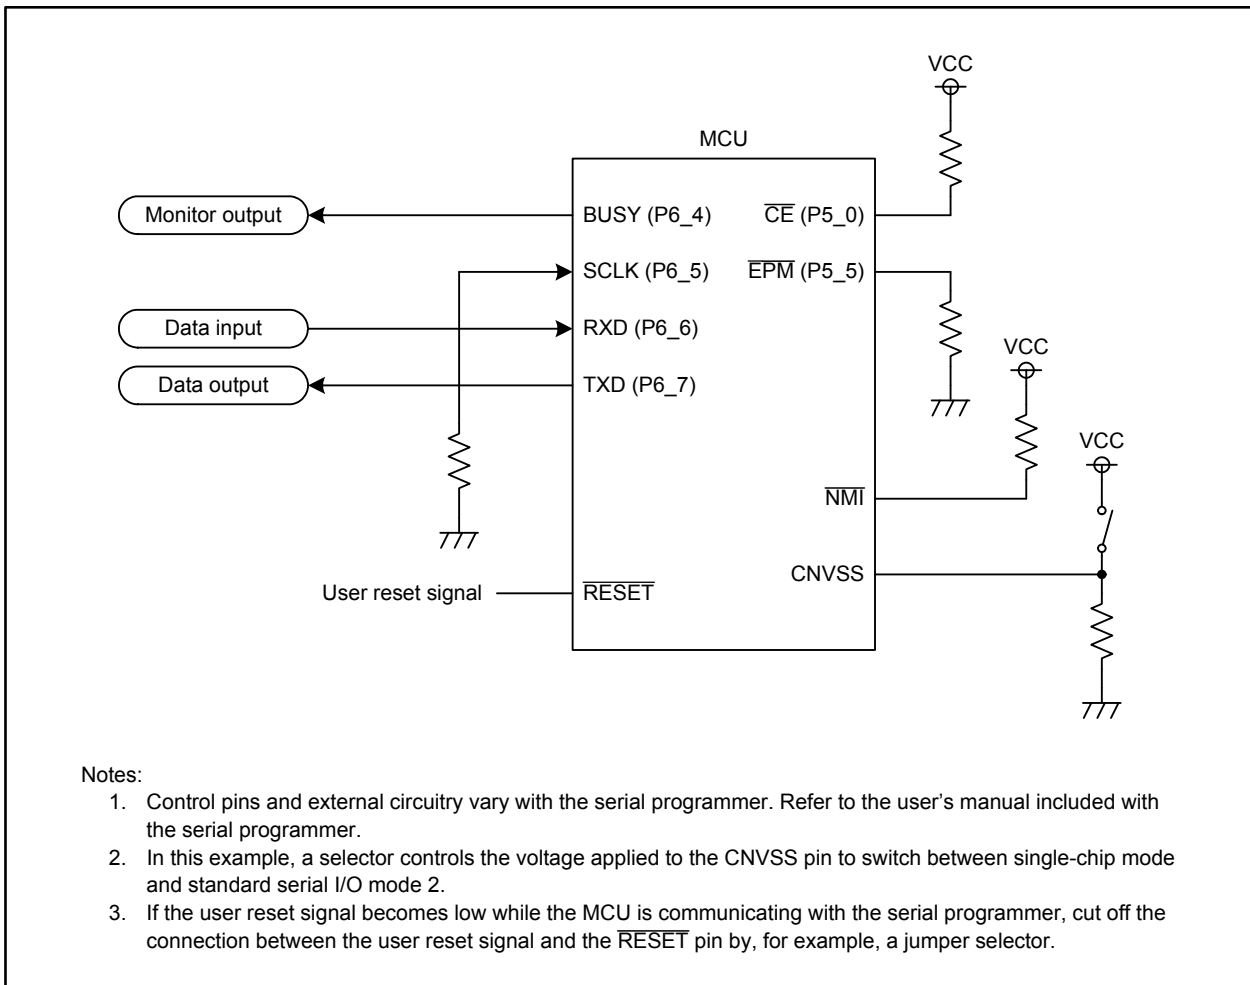 VCC
MCU
Monitor output
BUSY (P6_4)
CE (P5_0)
SCLK (P6_5)
EPM (P5_5)
Data input
RXD (P6_6)
VCC
Data output
TXD (P6_7)
VCC
NMI
CNVSS
User reset signal
RESET
Notes:
1. Control pins and external circuitry vary with the serial programmer. Refer to the user’s manual included with
the serial programmer.
2. In this example, a selector controls the voltage applied to the CNVSS pin to switch between single-chip mode
and standard serial I/O mode 2.
3. If the user reset signal becomes low while the MCU is communicating with the serial programmer, cut off the
connection between the user reset signal and the RESET pin by, for example, a jumper selector.